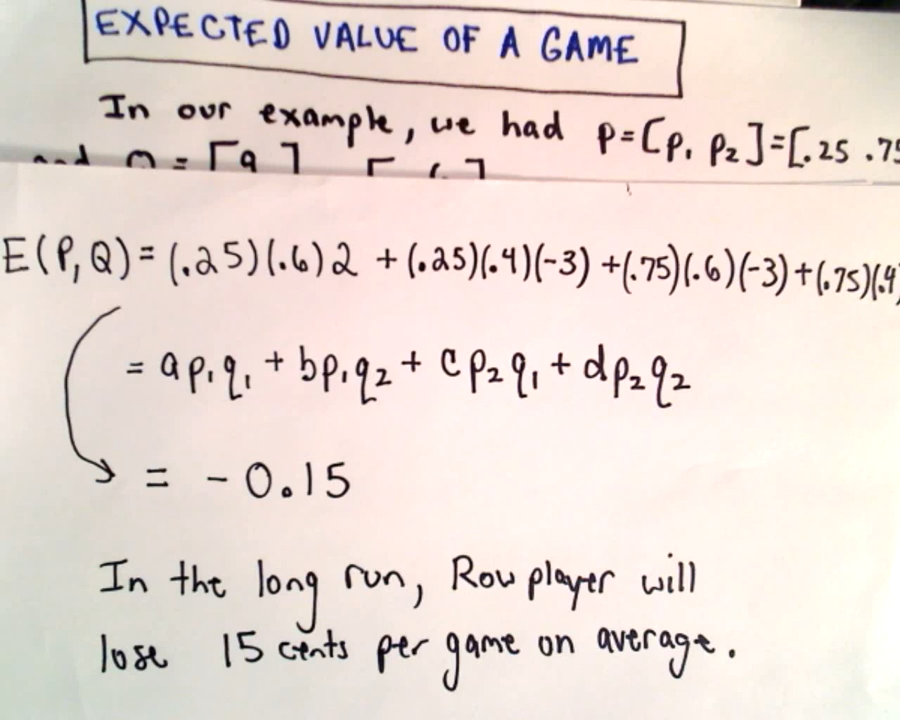 EXPECTED VALUE OF A GAME
In our example, we had P=[P₁ P₂]=[.25 .75
E(P,Q) = (.25)(.6)2 + (.25)(.4)(-3) +(.75)(.6)(-3)+(.75)(.4)
= ap₁q₁ + bp₁q₂ + cp₂q₁ + dp₂q₂
= -0.15
In the long run, Row player will
lose 15 cents per game on average.